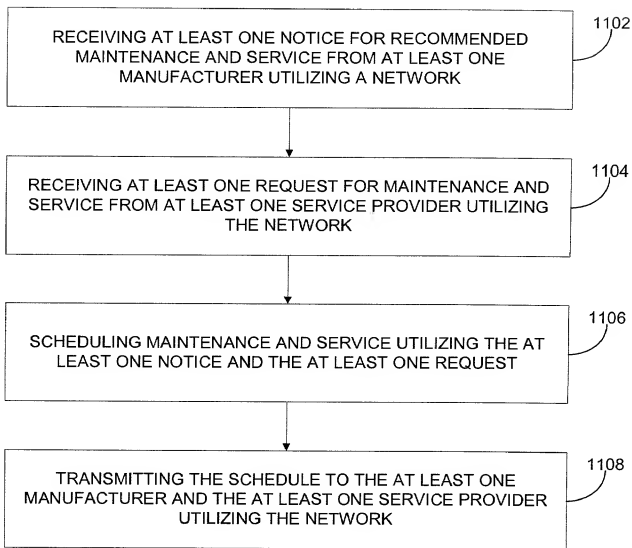 1102
RECEIVING AT LEAST ONE NOTICE FOR RECOMMENDED
MAINTENANCE AND SERVICE FROM AT LEAST ONE
MANUFACTURER UTILIZING A NETWORK
1104
RECEIVING AT LEAST ONE REQUEST FOR MAINTENANCE AND
SERVICE FROM AT LEAST ONE SERVICE PROVIDER UTILIZING
THE NETWORK
1106
SCHEDULING MAINTENANCE AND SERVICE UTILIZING THE AT
LEAST ONE NOTICE AND THE AT LEAST ONE REQUEST
1108
TRANSMITTING THE SCHEDULE TO THE AT LEAST ONE
MANUFACTURER AND THE AT LEAST ONE SERVICE PROVIDER
UTILIZING THE NETWORK